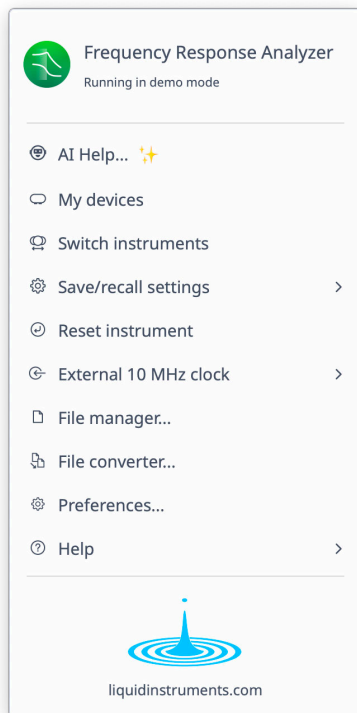 Frequency Response Analyzer
Running in demo mode
AI Help... ✨
My devices
Switch instruments
Save/recall settings
Reset instrument
External 10 MHz clock
File manager...
File converter...
Preferences...
Help
liquidinstruments.com